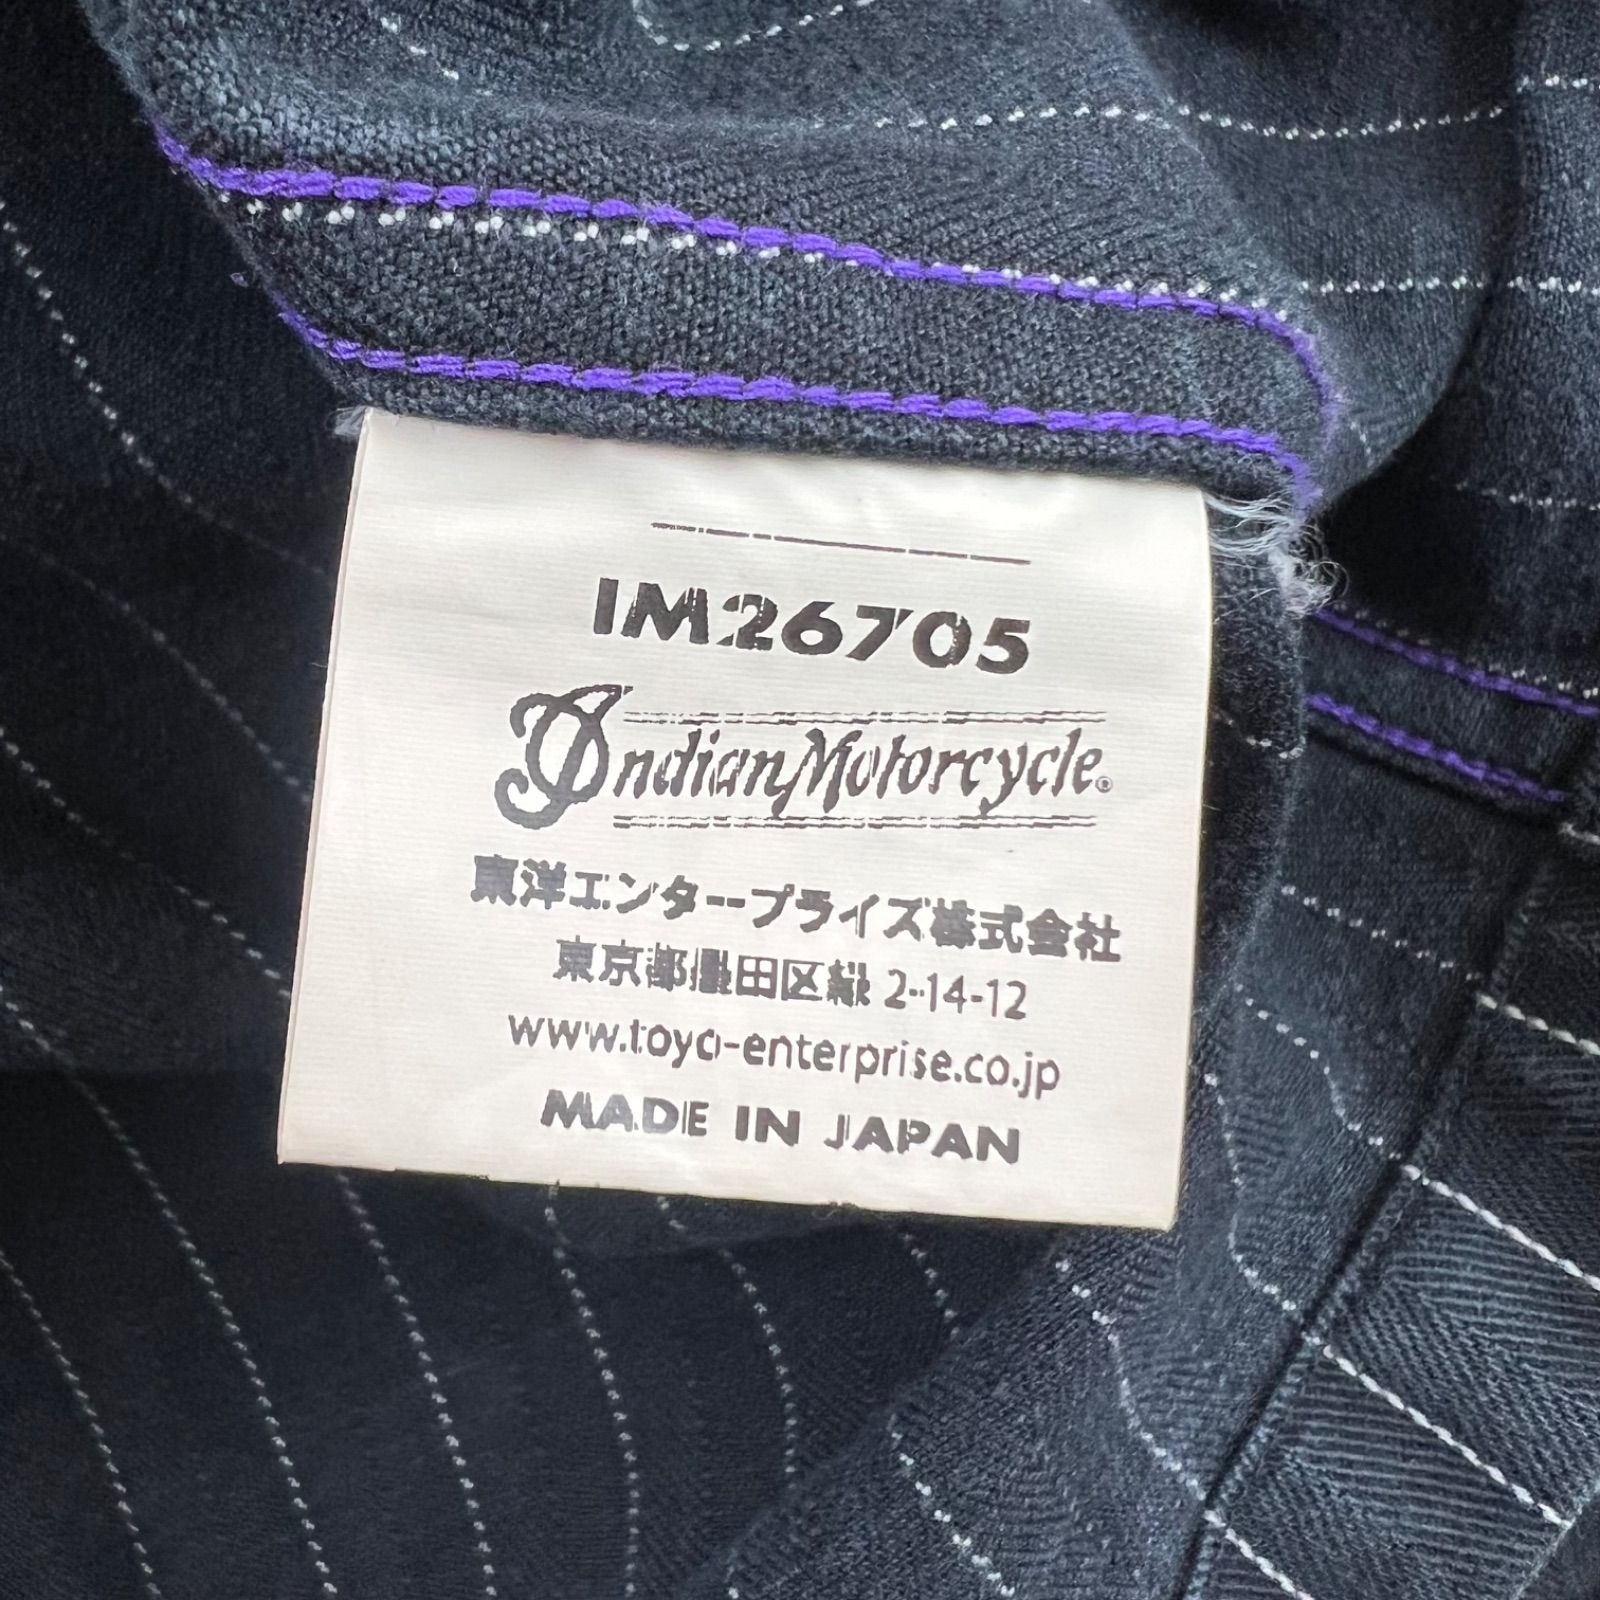 IM26705
Indian Motorcycle®
東洋エンタープライズ株式会社
東京都墨田区緑 2-14-12
www.toyo-enterprise.co.jp
MADE IN JAPAN